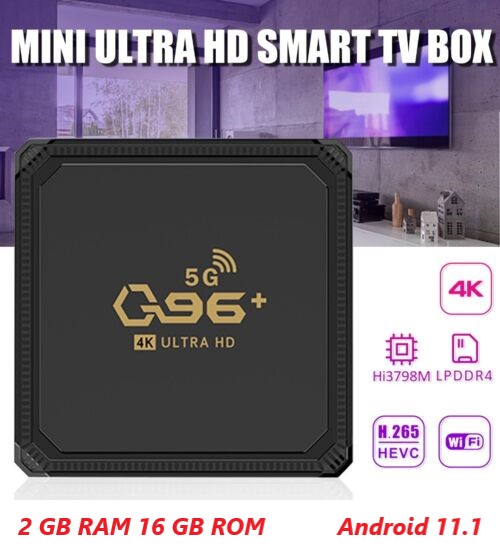 MINI ULTRA HD SMART TV BOX
5G
Q96+
4K ULTRA HD
4K
Hi3798M LPDDR4
H.265
HEVC
WiFi
2 GB RAM 16 GB ROM Android 11.1